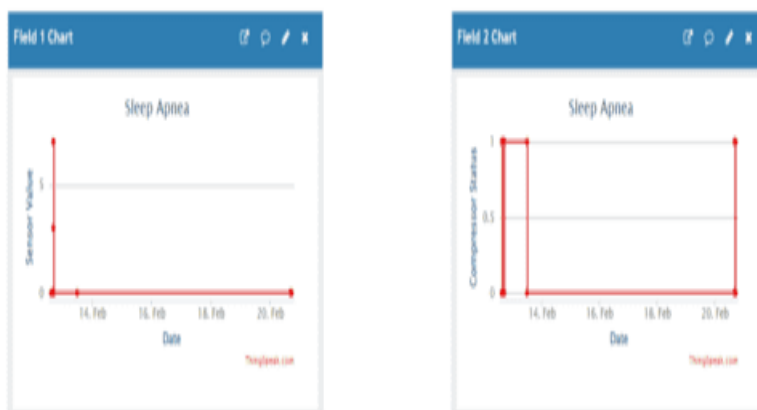 Field 1 Chart
Sleep Apnea
Sensor Value
5
0
14. Feb
16. Feb
18. Feb
20. Feb
Date
ThingSpeak.com
Field 2 Chart
Sleep Apnea
Compressor Status
1
0.5
0
14. Feb
16. Feb
18. Feb
20. Feb
Date
ThingSpeak.com